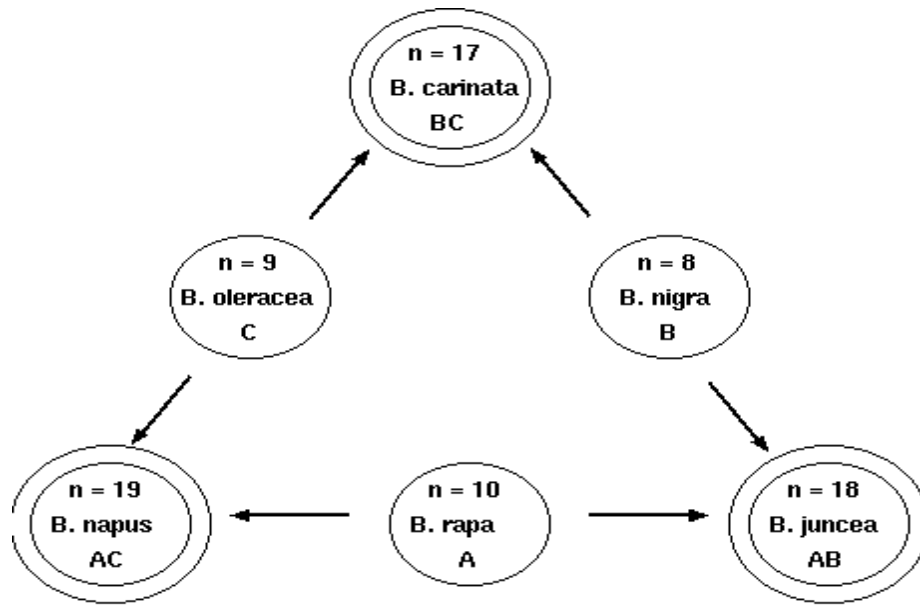 n = 17
B. carinata
BC
n = 9
B. oleracea
C
n = 8
B. nigra
B
n = 19
B. napus
AC
n = 10
B. rapa
A
n = 18
B. juncea
AB